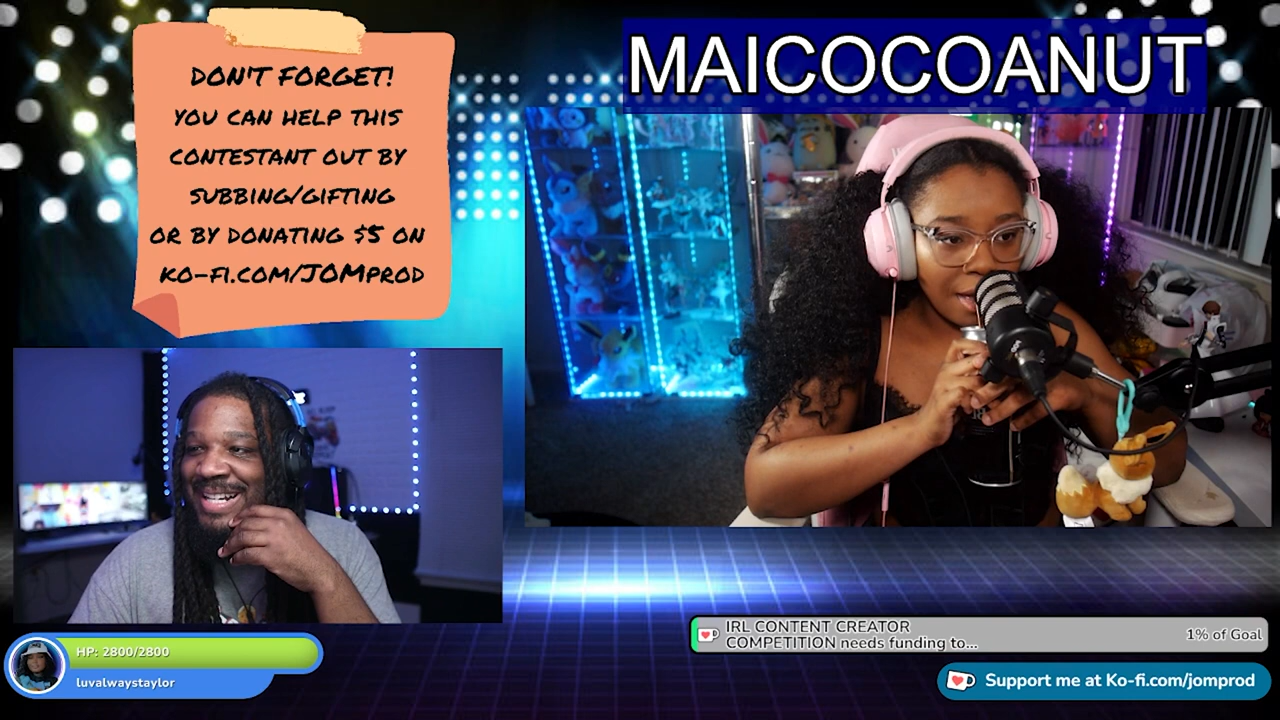 DON'T FORGET!
YOU CAN HELP THIS
CONTESTANT OUT BY
SUBBING/GIFTING
OR BY DONATING $5 ON
KO-FI.COM/JOMPROD
MAICOCOANUT
HP: 2800/2800
luvalwaystaylor
IRL CONTENT CREATOR
COMPETITION needs funding to...
1% of Goal
Support me at Ko-fi.com/jomprod